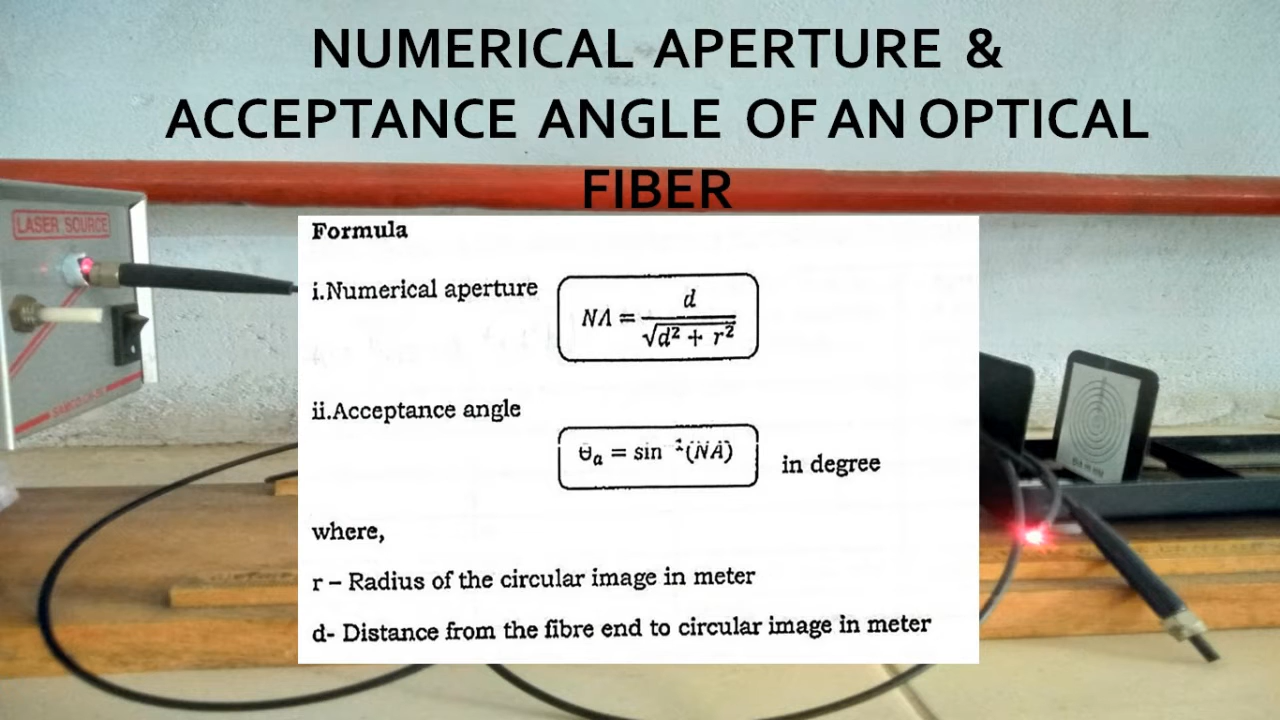 NUMERICAL APERTURE &
ACCEPTANCE ANGLE OF AN OPTICAL
FIBER
LASER SOURCE
Formula
i.Numerical aperture
NA = d / √d² + r²
ii.Acceptance angle
θₐ = sin⁻¹(NA) in degree
where,
r – Radius of the circular image in meter
d- Distance from the fibre end to circular image in meter